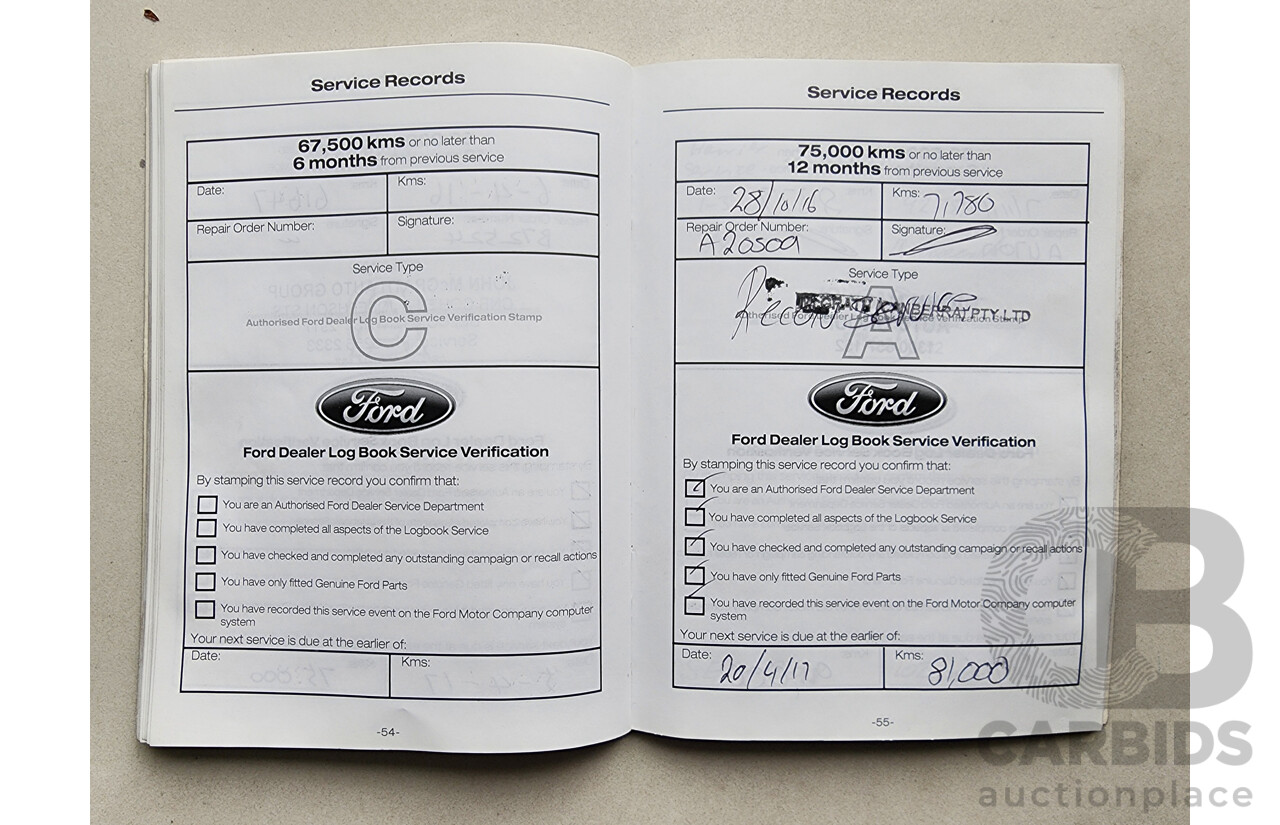 Service Records
67,500 kms or no later than
6 months from previous service
Date:
Kms:
Repair Order Number:
Signature:
Service Type
C
Authorised Ford Dealer Log Book Service Verification Stamp
Ford
Ford Dealer Log Book Service Verification
By stamping this service record you confirm that:
You are an Authorised Ford Dealer Service Department
You have completed all aspects of the Logbook Service
You have checked and completed any outstanding campaign or recall actions
You have only fitted Genuine Ford Parts
You have recorded this service event on the Ford Motor Company computer
system
Your next service is due at the earlier of:
Date:
Kms:
-54-
Service Records
75,000 kms or no later than
12 months from previous service
Date: 28/10/16
Kms: 7,780
Repair Order Number:
A20509
Signature:
Service Type
A
PTY. LTD
Authorised Ford Dealer Log Book Service Verification Stamp
Ford
Ford Dealer Log Book Service Verification
By stamping this service record you confirm that:
You are an Authorised Ford Dealer Service Department
You have completed all aspects of the Logbook Service
You have checked and completed any outstanding campaign or recall actions
You have only fitted Genuine Ford Parts
You have recorded this service event on the Ford Motor Company computer
system
Your next service is due at the earlier of:
Date: 20/4/17
Kms: 81,000
-55-
CB
CARBIDS
auctionplace